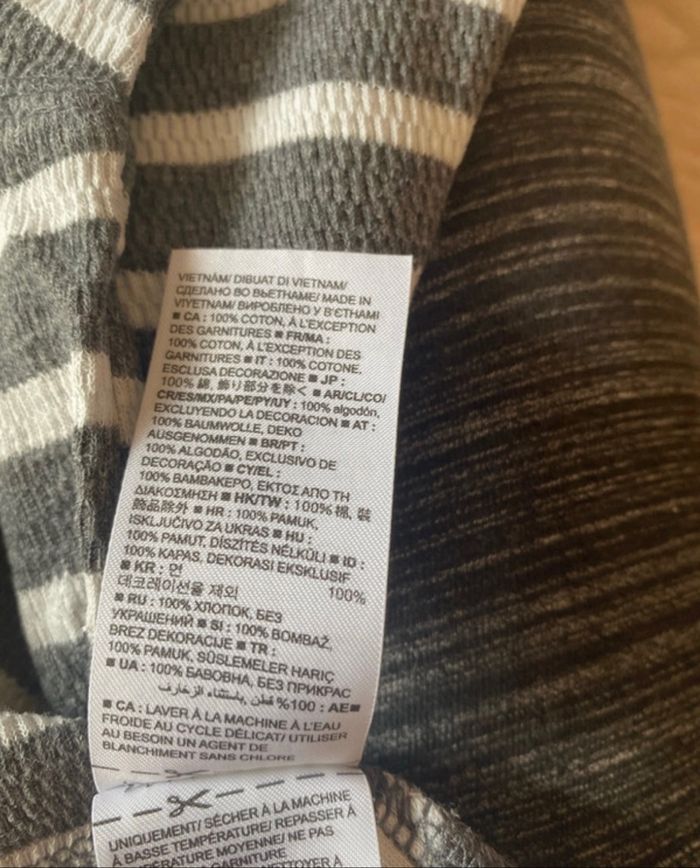 VIETNÀM/ DIBUAT DI VIETNAM/
СДЕЛАНО ВО ВЬЕТНАМЕ/ MADE IN
VIYETNAM/ ВИРОБЛЕНО У В'ЄТНАМІ
■ CA : 100% COTON, À L'EXCEPTION
DES GARNITURES ■ FR/MA :
100% COTON, À L'EXCEPTION DES
GARNITURES ■ IT : 100% COTONE,
ESCLUSA DECORAZIONE ■ JP :
100% 綿, 飾り部分を除く ■ AR/CL/CO/
CR/ES/MX/PA/PE/PY/UY : 100% algodón,
EXCLUYENDO LA DECORACION ■ AT :
100% BAUMWOLLE, DEKO
AUSGENOMMEN ■ BR/PT :
100% ALGODÃO, EXCLUSIVO DE
DECORAÇÃO ■ CY/EL :
100% ΒΑΜΒΑΚΕΡΟ, ΕΚΤΟΣ ΑΠΟ ΤΗ
ΔΙΑΚΟΣΜΗΣΗ ■ HK/TW : 100% 棉, 裝
飾品除外 ■ HR : 100% PAMUK,
ISKLJUČIVO ZA UKRAS ■ HU :
100% PAMUT, DÍSZÍTÉS NÉLKÜLI ■ ID :
100% KAPAS, DEKORASI EKSKLUSIF
■ KR : 면 100%
데코레이션을 제외
■ RU : 100% ХЛОПОК, БЕЗ
УКРАШЕНИЙ ■ SI : 100% BOMBAŽ,
BREZ DEKORACIJE ■ TR :
100% PAMUK, SÜSLEMELER HARİÇ
■ UA : 100% БАВОВНА, БЕЗ ПРИКРАС
■AE : 100% قطن ,باستثناء الزخارف
■ CA : LAVER À LA MACHINE À L'EAU
FROIDE AU CYCLE DÉLICAT/ UTILISER
AU BESOIN UN AGENT DE
BLANCHIMENT SANS CHLORE
UNIQUEMENT/ SÉCHER À LA MACHINE
À BASSE TEMPÉRATURE/ REPASSER À
TEMPÉRATURE MOYENNE/ NE PAS
GARNITURE